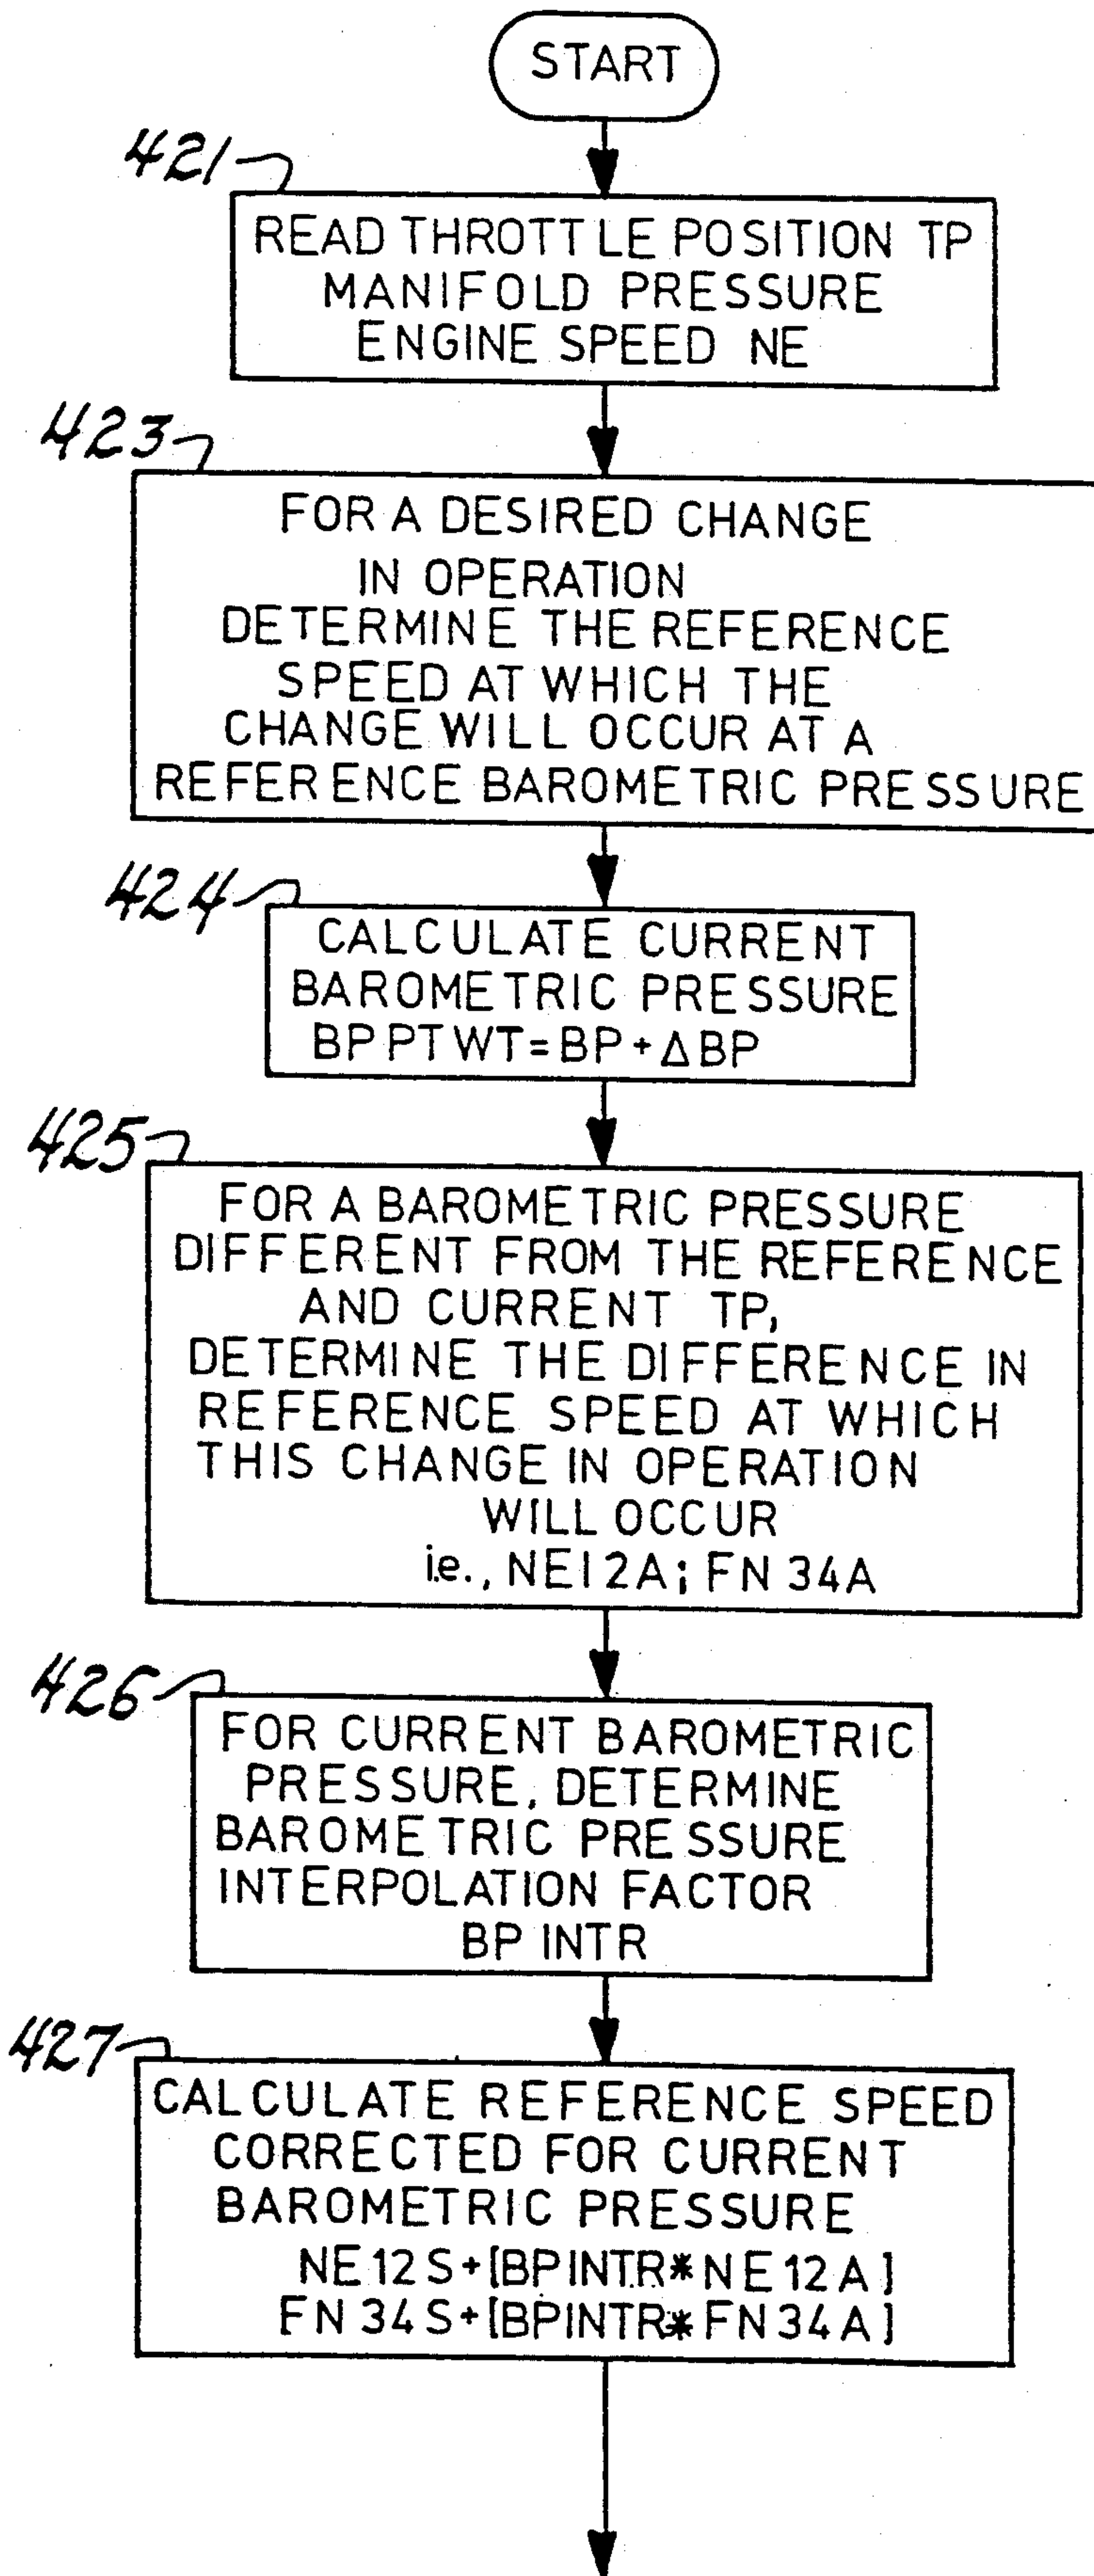 START
421
READ THROTTLE POSITION TP
MANIFOLD PRESSURE
ENGINE SPEED NE
423
FOR A DESIRED CHANGE
IN OPERATION
DETERMINE THE REFERENCE
SPEED AT WHICH THE
CHANGE WILL OCCUR AT A
REFERENCE BAROMETRIC PRESSURE
424
CALCULATE CURRENT
BAROMETRIC PRESSURE
BPPTWT=BP+ΔBP
425
FOR A BAROMETRIC PRESSURE
DIFFERENT FROM THE REFERENCE
AND CURRENT TP,
DETERMINE THE DIFFERENCE IN
REFERENCE SPEED AT WHICH
THIS CHANGE IN OPERATION
WILL OCCUR
i.e., NE12A; FN34A
426
FOR CURRENT BAROMETRIC
PRESSURE, DETERMINE
BAROMETRIC PRESSURE
INTERPOLATION FACTOR
BP INTR
427
CALCULATE REFERENCE SPEED
CORRECTED FOR CURRENT
BAROMETRIC PRESSURE
NE12S+[BPINTR*NE12A]
FN34S+[BPINTR*FN34A]